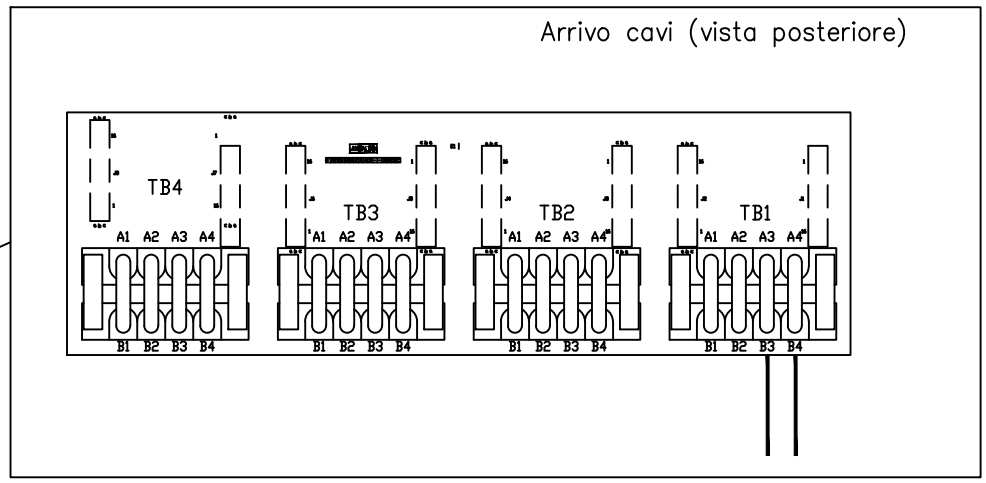 Arrivo cavi (vista posteriore)
TB4
TB3
TB2
TB1
A1 A2 A3 A4
A1 A2 A3 A4
A1 A2 A3 A4
A1 A2 A3 A4
B1 B2 B3 B4
B1 B2 B3 B4
B1 B2 B3 B4
B1 B2 B3 B4